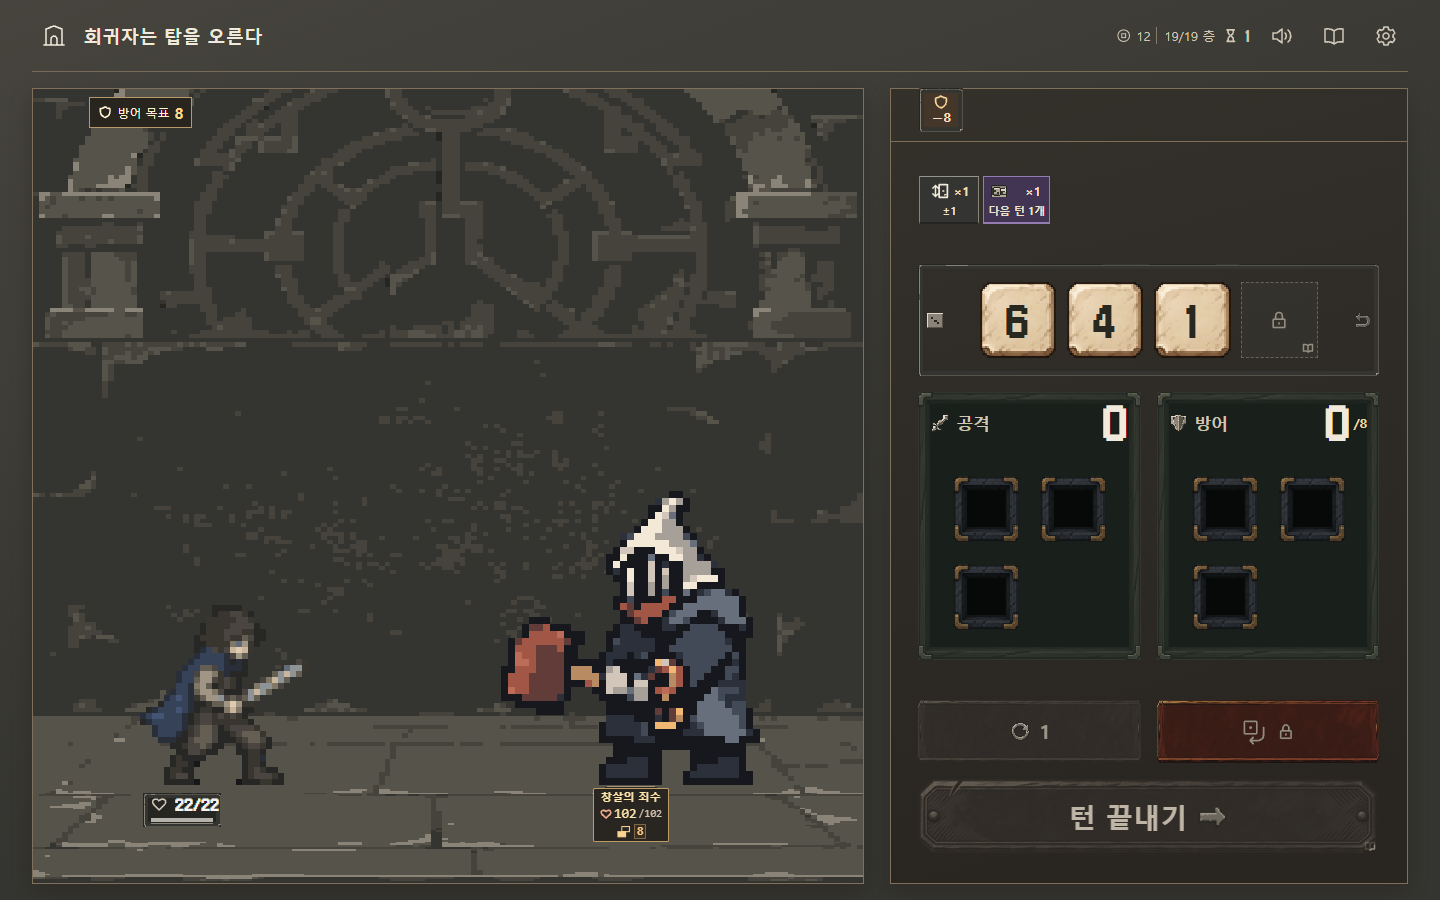 회귀자는 탑을 오른다
12 19/19 층 1
방어 목표 8
−8
×1
±1
×1
다음 턴 1개
6 4 1
공격 0
방어 0/8
22/22
창살의 죄수
102/102
8
1
턴 끝내기